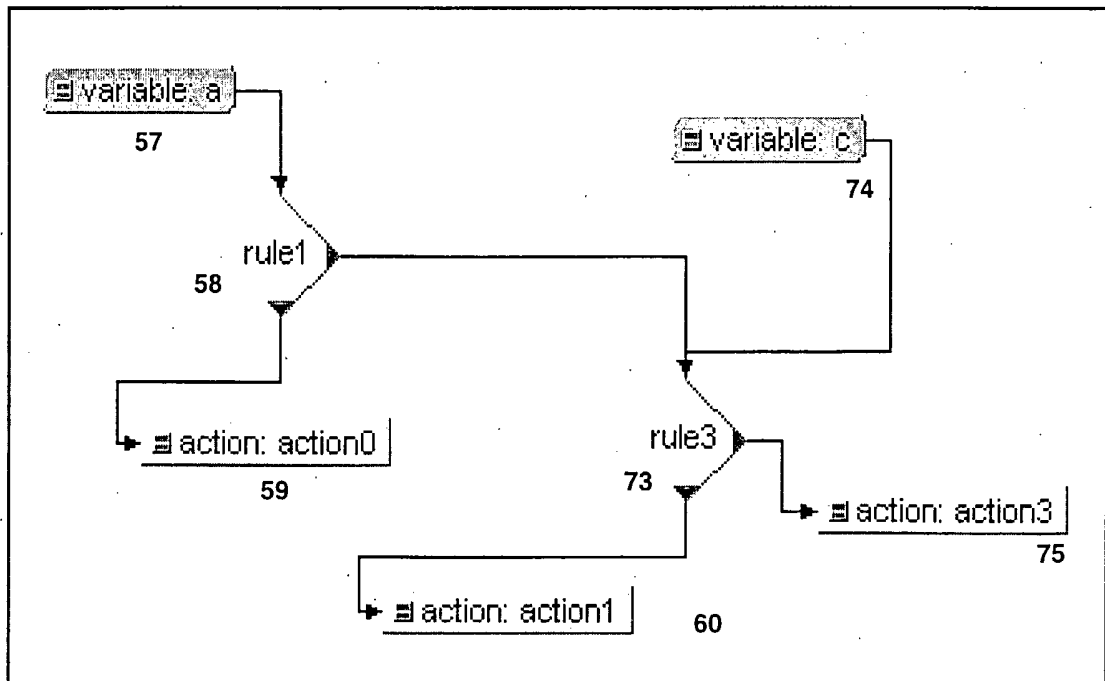 variable: a
57
variable: c
74
rule1
58
action: action0
59
rule3
73
action: action3
75
action: action1
60